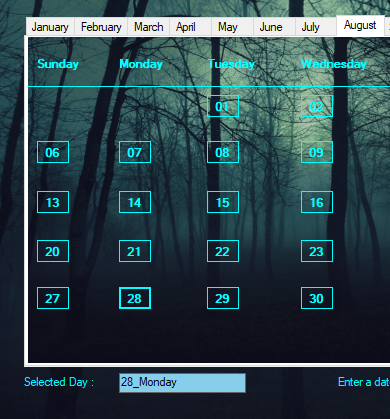 January February March April May June July August
Sunday Monday Tuesday Wednesday
01 02
06 07 08 09
13 14 15 16
20 21 22 23
27 28 29 30
Selected Day : 28_Monday Enter a dat